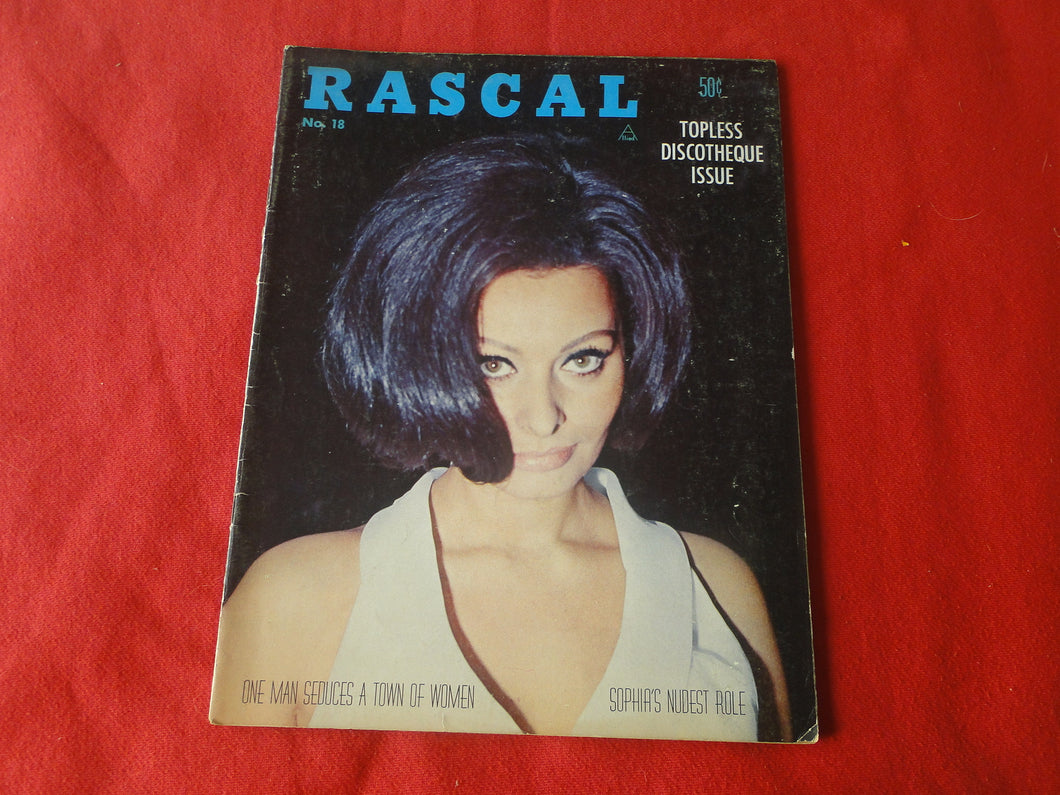 RASCAL
No. 18
50¢
TOPLESS
DISCOTHEQUE
ISSUE
ONE MAN SEDUCES A TOWN OF WOMEN
SOPHIA'S NUDEST ROLE